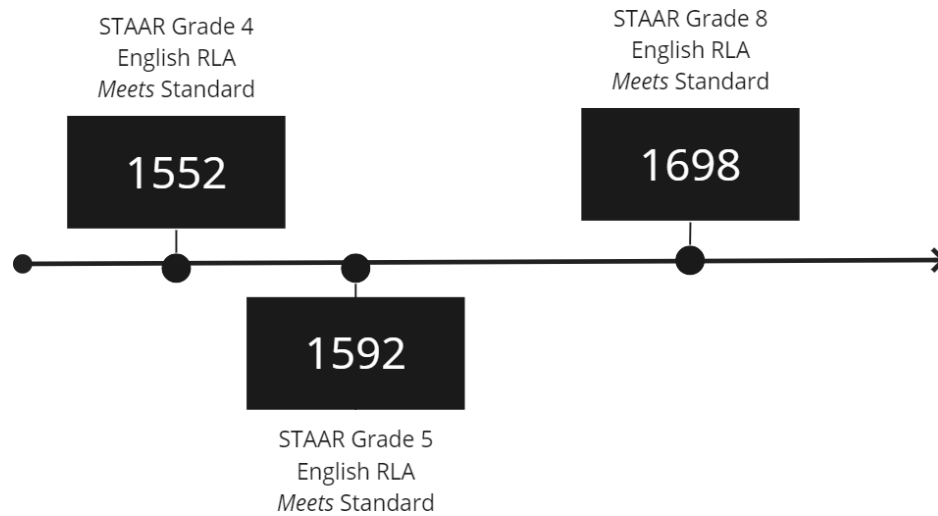 STAAR Grade 4
English RLA
Meets Standard
1552
STAAR Grade 8
English RLA
Meets Standard
1698
1592
STAAR Grade 5
English RLA
Meets Standard